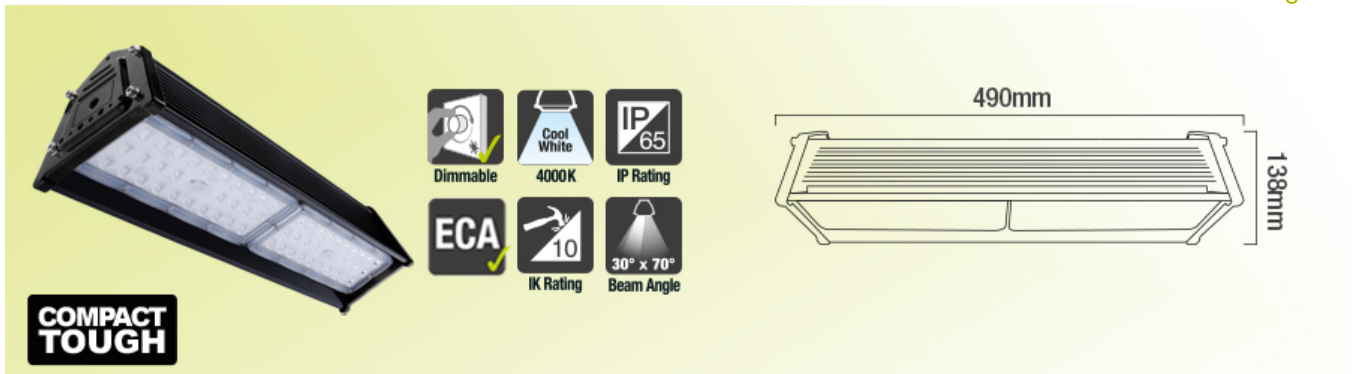 490mm
138mm
Dimmable
Cool
White
4000K
IP
65
IP Rating
ECA
10
IK Rating
30° x 70°
Beam Angle
COMPACT
TOUGH